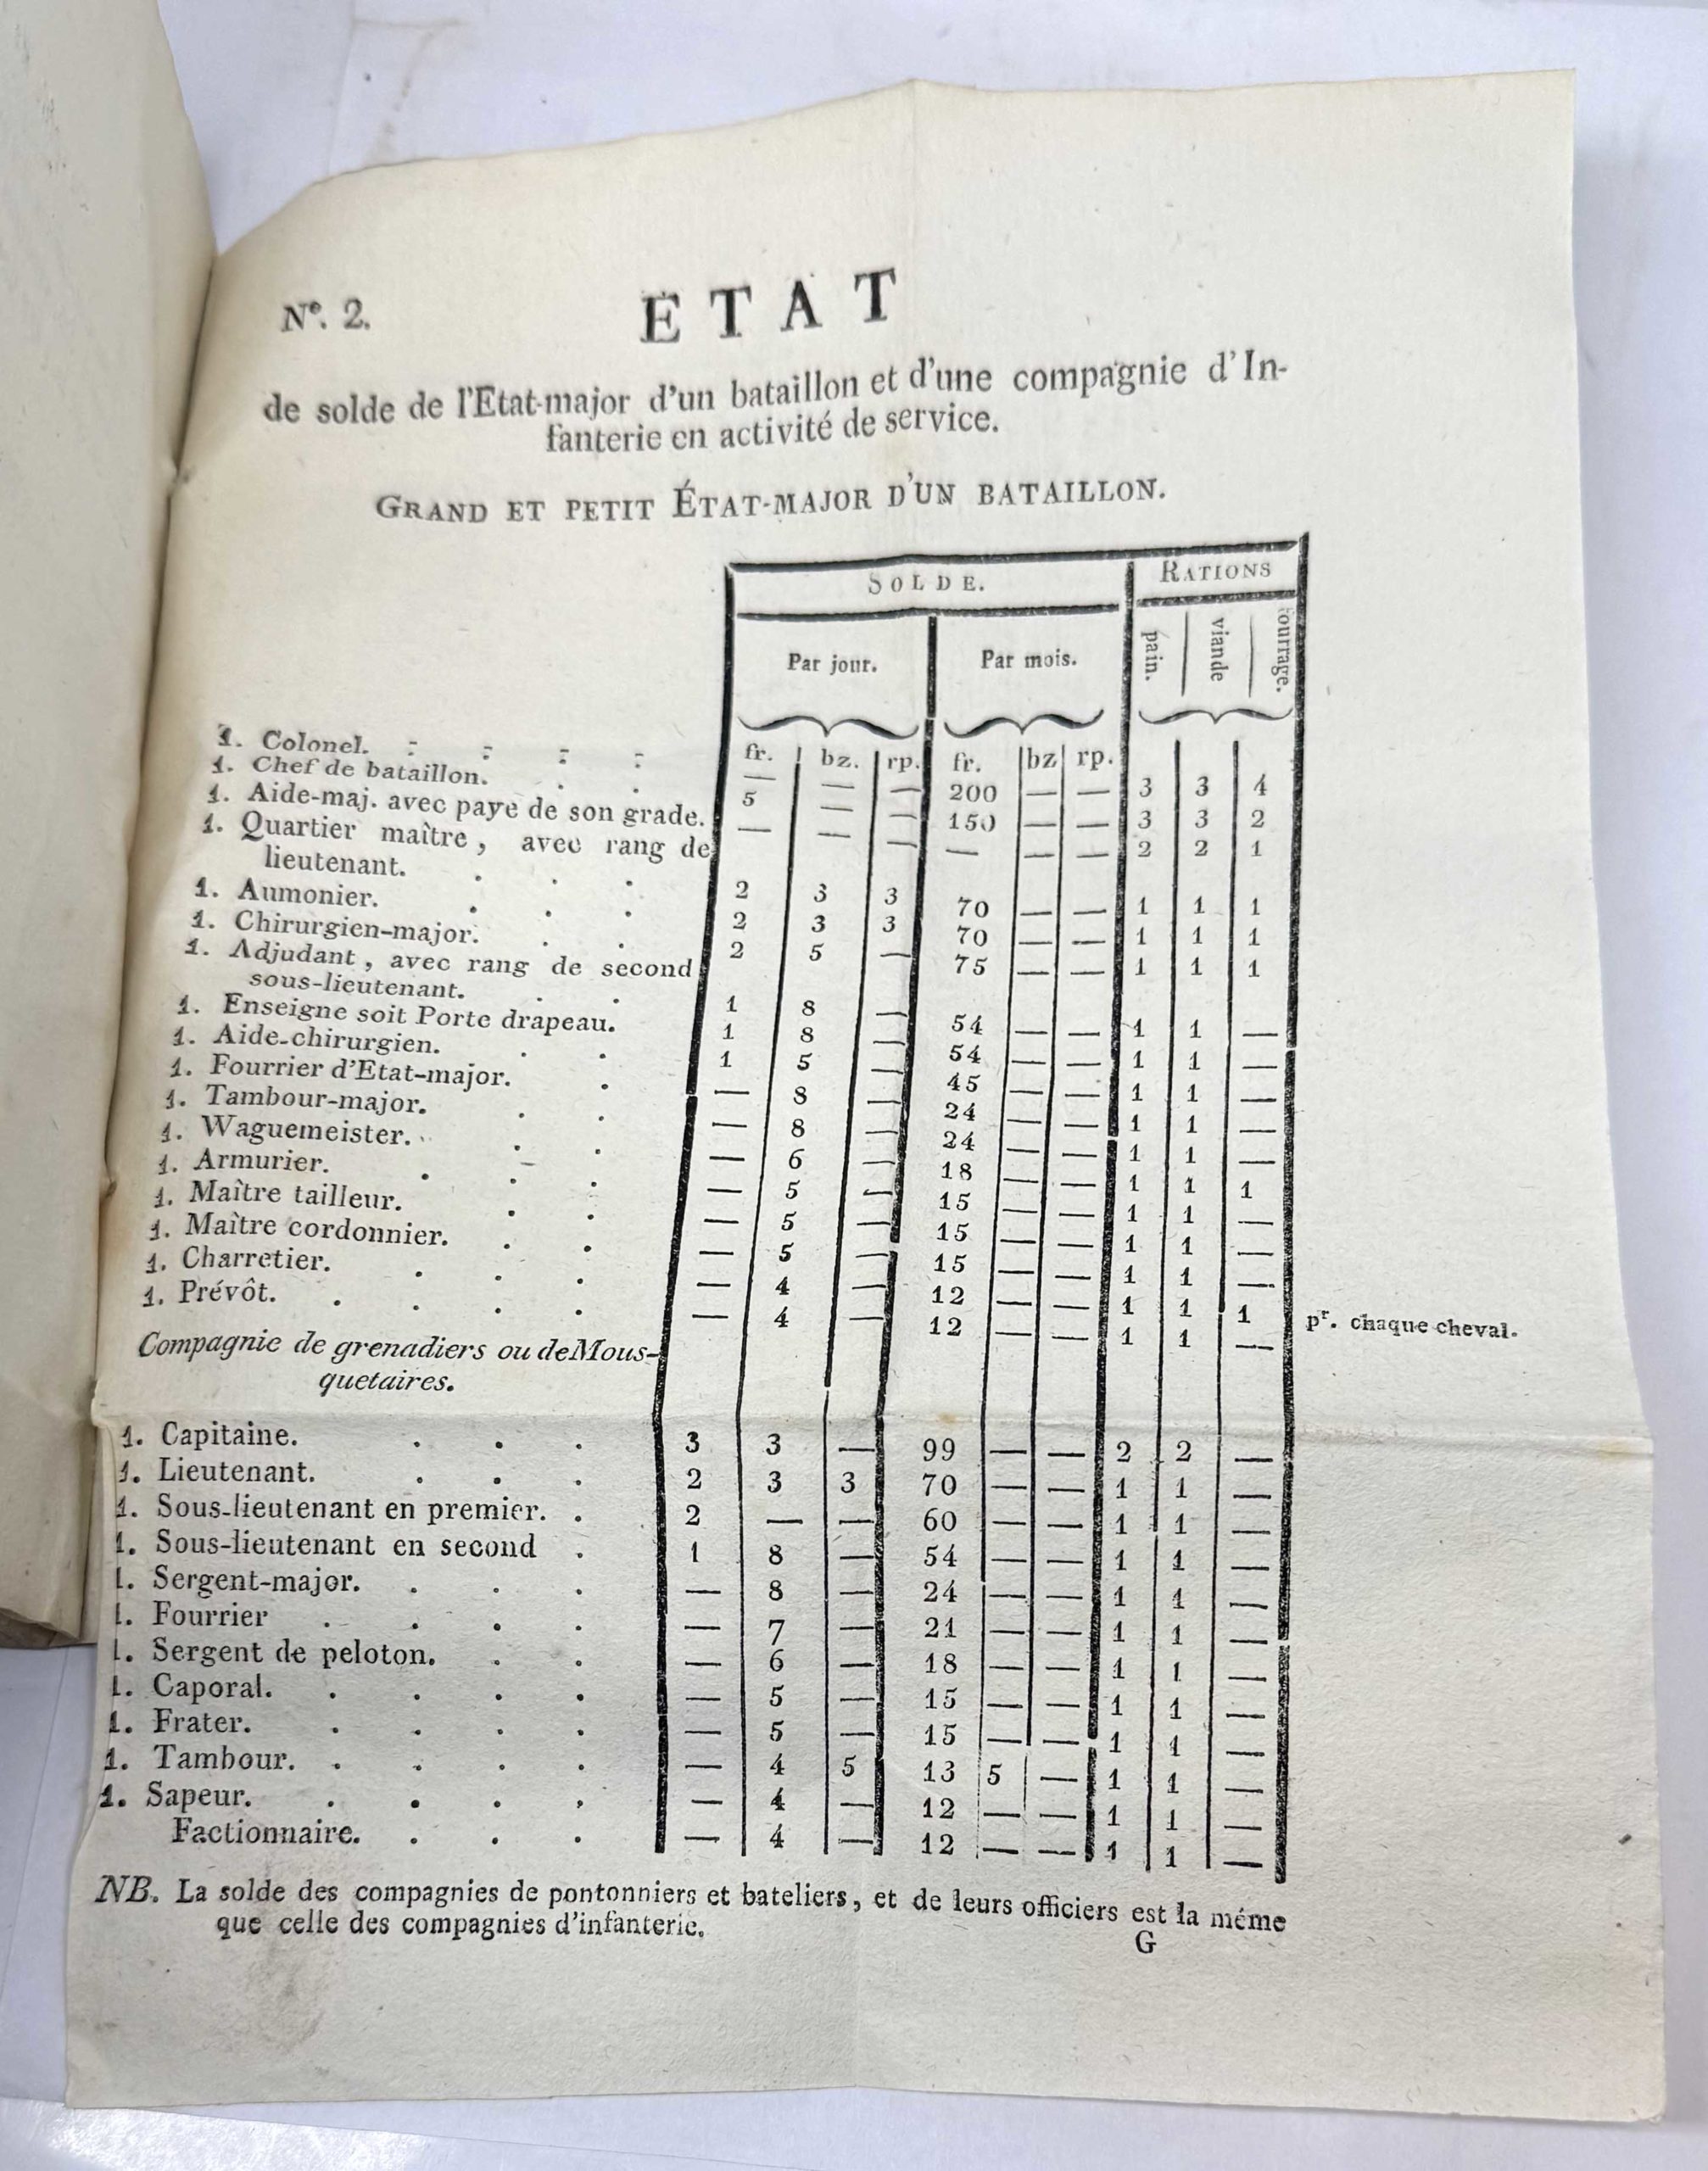 N°. 2.
ETAT
de solde de l'Etat-major d'un bataillon et d'une compagnie d'In-
fanterie en activité de service.
GRAND ET PETIT ÉTAT-MAJOR D'UN BATAILLON.
SOLDE. RATIONS
Par jour. Par mois. pain. viande fourrage.
fr. bz. rp. fr. bz rp.
1. Colonel. — — — 200 — — 3 3 4
1. Chef de bataillon. 5 — — 150 — — 3 3 2
1. Aide-maj. avec paye de son grade. — — — — — — 2 2 1
1. Quartier maître, avec rang de
lieutenant. 2 3 3 70 — — 1 1 1
1. Aumonier. 2 3 3 70 — — 1 1 1
1. Chirurgien-major. 2 5 — 75 — — 1 1 1
1. Adjudant, avec rang de second
sous-lieutenant. 1 8 — 54 — — 1 1 —
1. Enseigne soit Porte drapeau. 1 8 — 54 — — 1 1 —
1. Aide-chirurgien. 1 5 — 45 — — 1 1 —
1. Fourrier d'Etat-major. — 8 — 24 — — 1 1 —
1. Tambour-major. — 8 — 24 — — 1 1 —
1. Waguemeister. — 6 — 18 — — 1 1 1
1. Armurier. — 5 — 15 — — 1 1 —
1. Maître tailleur. — 5 — 15 — — 1 1 —
1. Maître cordonnier. — 5 — 15 — — 1 1 —
1. Charretier. — 4 — 12 — — 1 1 1 pr. chaque cheval.
1. Prévôt. — 4 — 12 — — 1 1 —
Compagnie de grenadiers ou de Mous-
quetaires.
1. Capitaine. 3 3 — 99 — — 2 2 —
1. Lieutenant. 2 3 3 70 — — 1 1 —
1. Sous-lieutenant en premier. 2 — — 60 — — 1 1 —
1. Sous-lieutenant en second 1 8 — 54 — — 1 1 —
1. Sergent-major. — 8 — 24 — — 1 1 —
1. Fourrier — 7 — 21 — — 1 1 —
1. Sergent de peloton. — 6 — 18 — — 1 1 —
1. Caporal. — 5 — 15 — — 1 1 —
1. Frater. — 5 — 15 — — 1 1 —
1. Tambour. — 4 5 13 5 — 1 1 —
1. Sapeur. — 4 — 12 — — 1 1 —
Factionnaire. — 4 — 12 — — 1 1 —
NB. La solde des compagnies de pontonniers et bateliers, et de leurs officiers est la méme
que celle des compagnies d'infanterie.
G